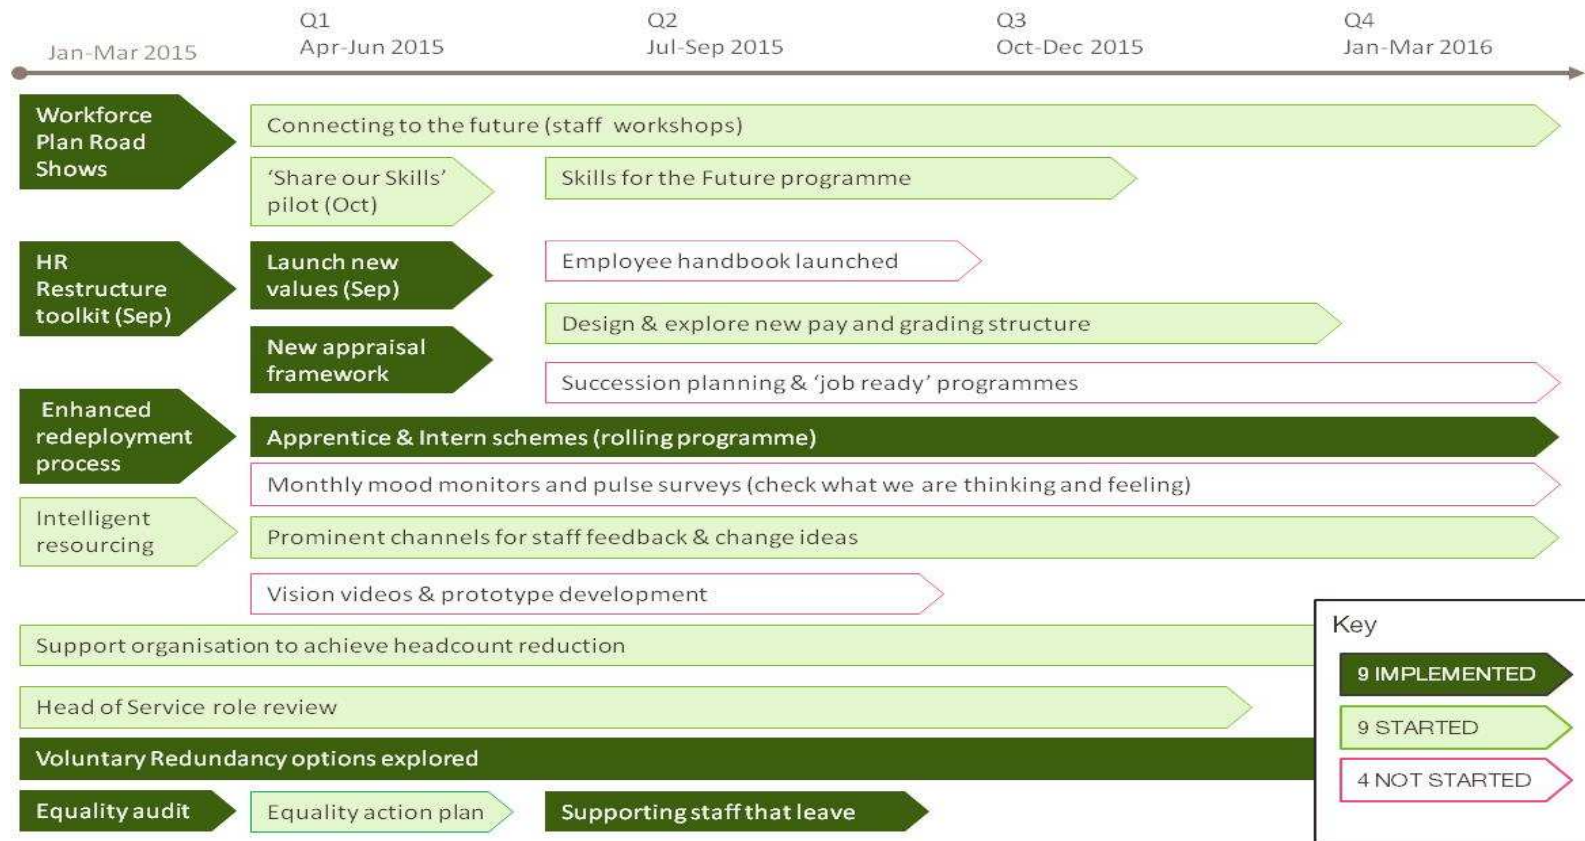 Jan-Mar 2015
Q1
Apr-Jun 2015
Q2
Jul-Sep 2015
Q3
Oct-Dec 2015
Q4
Jan-Mar 2016
Workforce
Plan Road
Shows
Connecting to the future (staff workshops)
‘Share our Skills’
pilot (Oct)
Skills for the Future programme
HR
Restructure
toolkit (Sep)
Launch new
values (Sep)
Employee handbook launched
Design & explore new pay and grading structure
New appraisal
framework
Succession planning & ‘job ready’ programmes
Enhanced
redeployment
process
Apprentice & Intern schemes (rolling programme)
Monthly mood monitors and pulse surveys (check what we are thinking and feeling)
Intelligent
resourcing
Prominent channels for staff feedback & change ideas
Vision videos & prototype development
Support organisation to achieve headcount reduction
Head of Service role review
Voluntary Redundancy options explored
Equality audit
Equality action plan
Supporting staff that leave
Key
9 IMPLEMENTED
9 STARTED
4 NOT STARTED